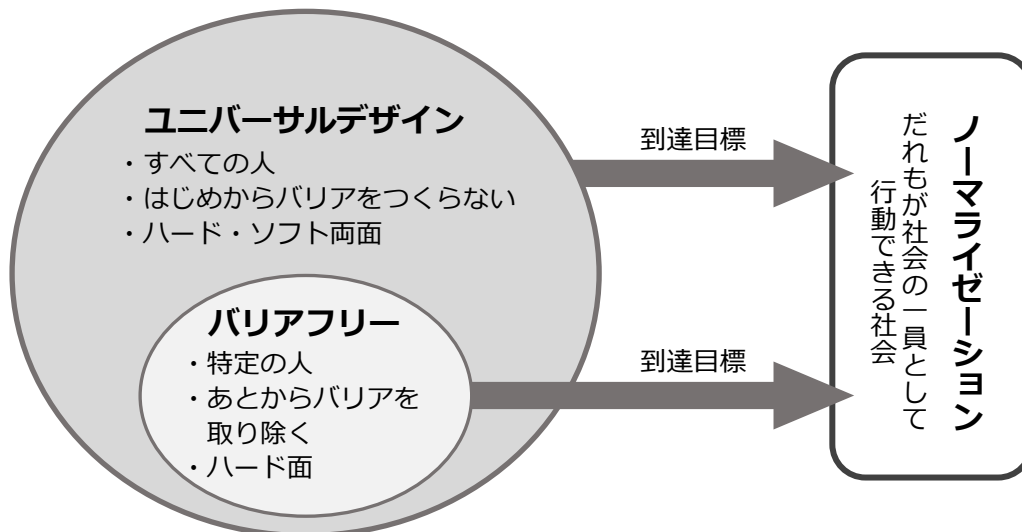 ユニバーサルデザイン
・すべての人
・はじめからバリアをつくらない
・ハード・ソフト両面
バリアフリー
・特定の人
・あとからバリアを
取り除く
・ハード面
到達目標
到達目標
ノーマライゼーション
だれもが社会の一員として
行動できる社会